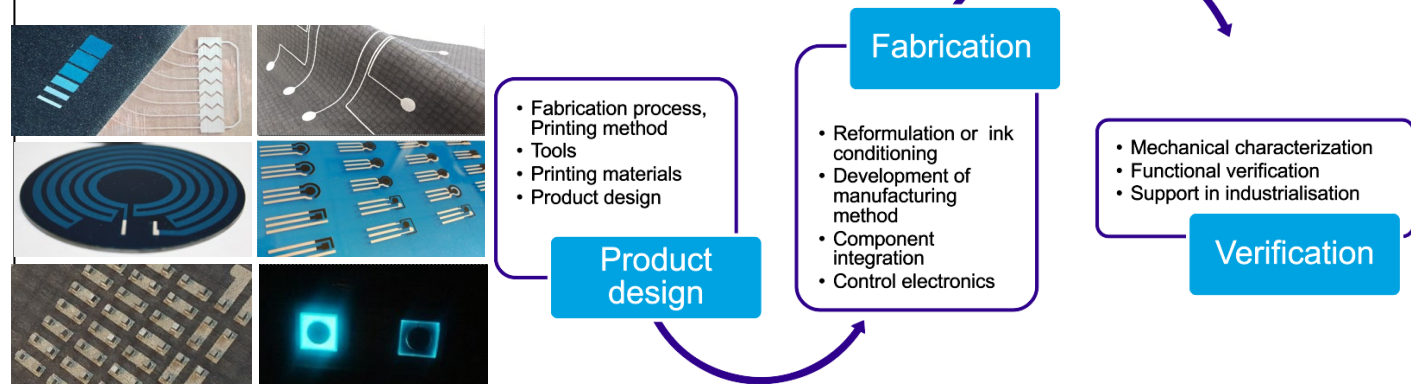 • Fabrication process,
Printing method
• Tools
• Printing materials
• Product design
Product
design
Fabrication
• Reformulation or  ink
conditioning
• Development of
manufacturing
method
• Component
integration
• Control electronics
• Mechanical characterization
• Functional verification
• Support in industrialisation
Verification